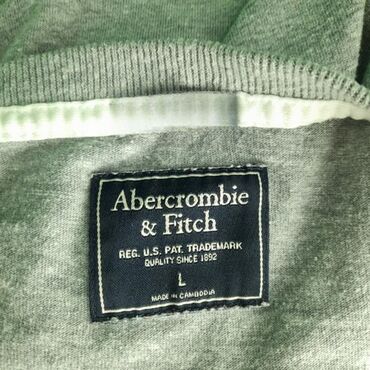 Abercrombie
& Fitch
REG. U.S. PAT. TRADEMARK
QUALITY SINCE 1892
L
MADE IN CAMBODIA